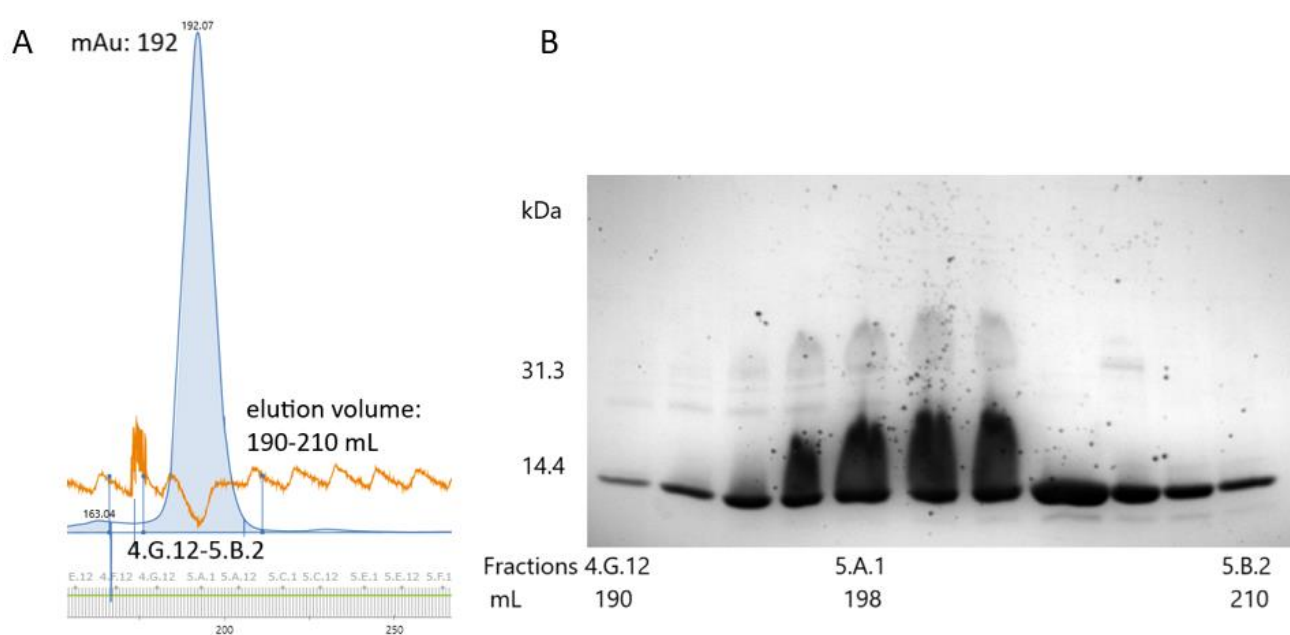 A
mAu: 192
192.07
elution volume:
190-210 mL
163.04
4.G.12-5.B.2
E.12 4.F.12 4.G.12 5.A.1 5.A.12 5.C.1 5.C.12 5.E.1 5.E.12 5.F.1
200 250
B
kDa
31.3
14.4
Fractions 4.G.12 5.A.1 5.B.2
mL 190 198 210